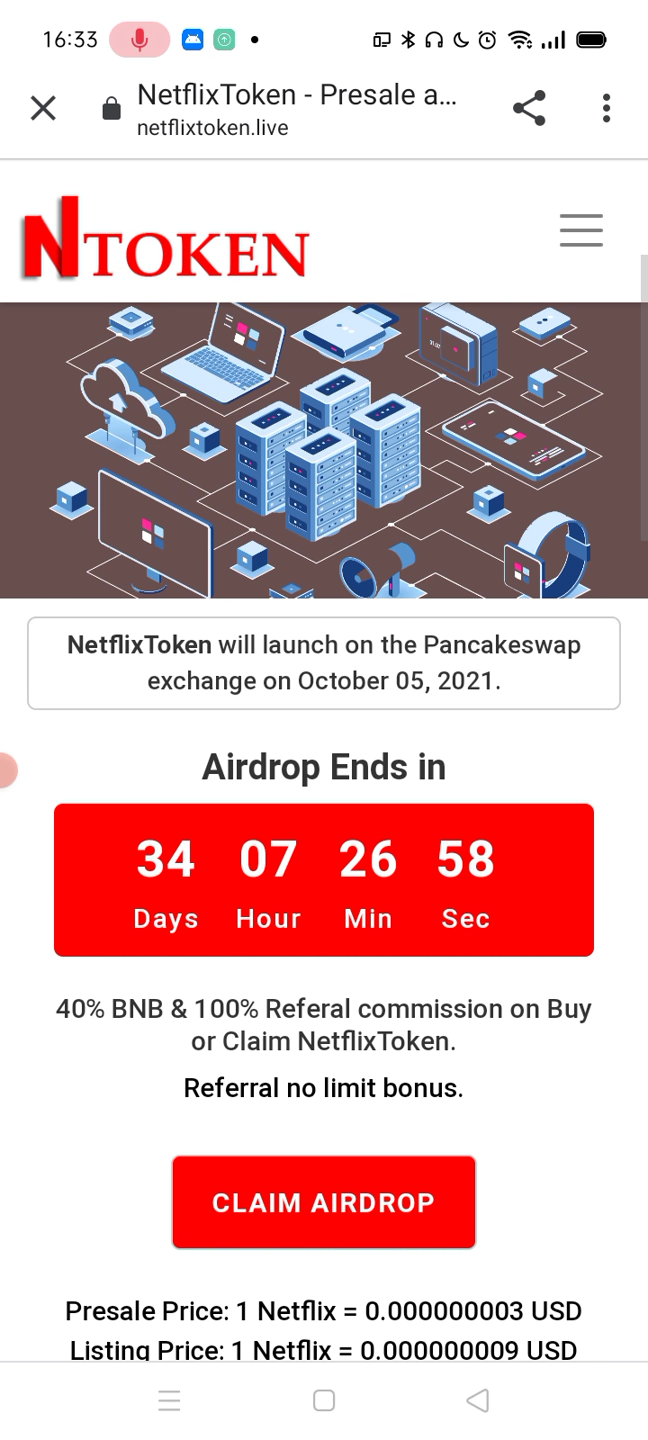 16:33
NetflixToken - Presale a...
netflixtoken.live
NTOKEN
NetflixToken will launch on the Pancakeswap
exchange on October 05, 2021.
Airdrop Ends in
34 07 26 58
Days Hour Min Sec
40% BNB & 100% Referal commission on Buy
or Claim NetflixToken.
Referral no limit bonus.
CLAIM AIRDROP
Presale Price: 1 Netflix = 0.000000003 USD
Listing Price: 1 Netflix = 0.000000009 USD